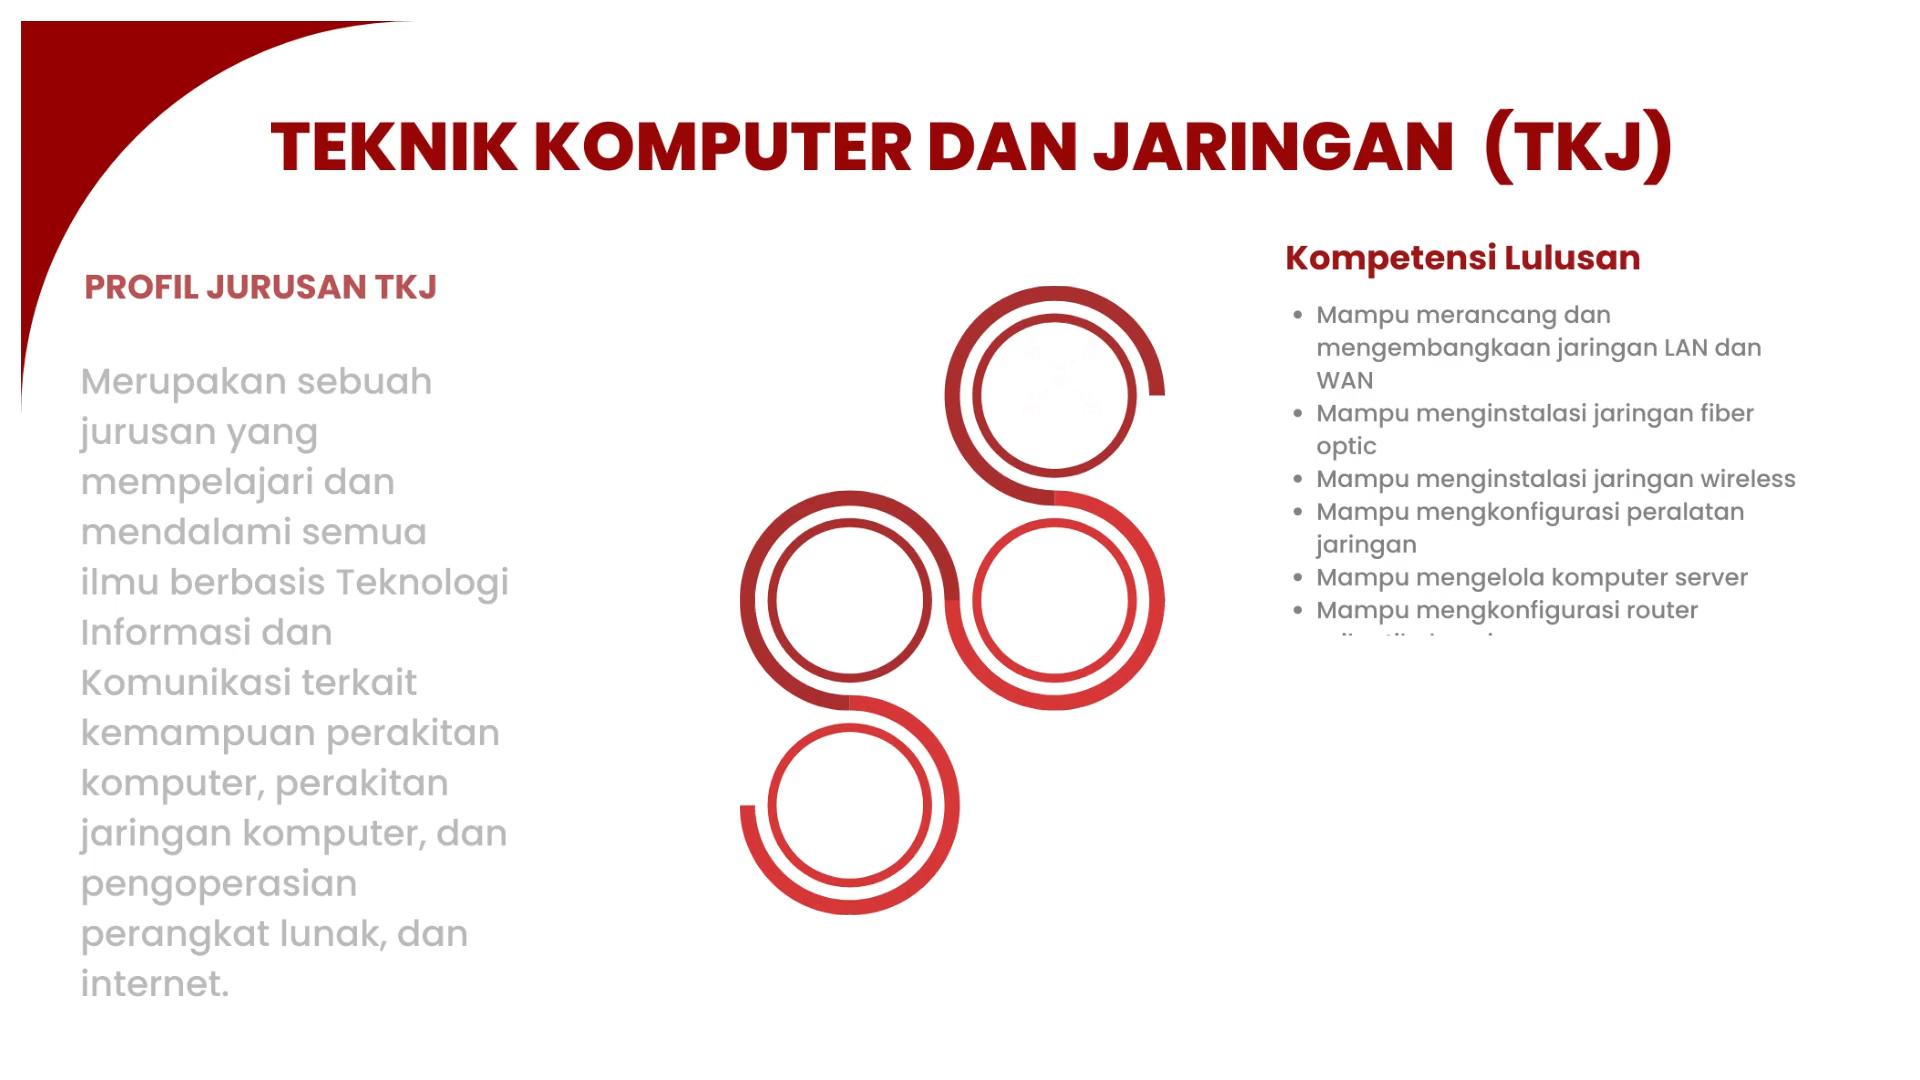 TEKNIK KOMPUTER DAN JARINGAN (TKJ)
PROFIL JURUSAN TKJ
Merupakan sebuah
jurusan yang
mempelajari dan
mendalami semua
ilmu berbasis Teknologi
Informasi dan
Komunikasi terkait
kemampuan perakitan
komputer, perakitan
jaringan komputer, dan
pengoperasian
perangkat lunak, dan
internet.
Kompetensi Lulusan
• Mampu merancang dan
mengembangkaan jaringan LAN dan
WAN
• Mampu menginstalasi jaringan fiber
optic
• Mampu menginstalasi jaringan wireless
• Mampu mengkonfigurasi peralatan
jaringan
• Mampu mengelola komputer server
• Mampu mengkonfigurasi router